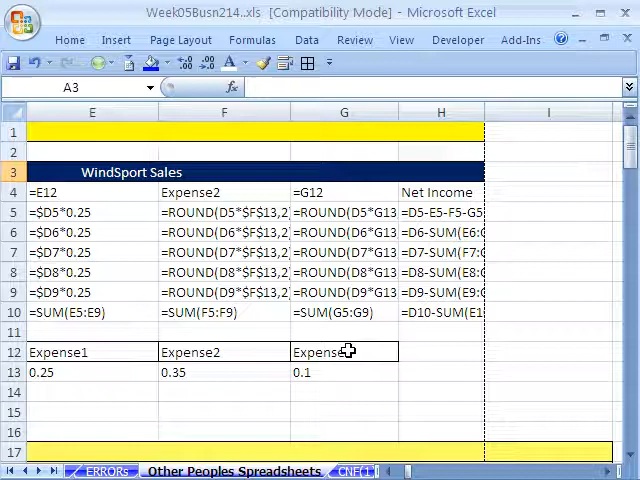 Week05Busn214..xls [Compatibility Mode] - Microsoft Excel
Home Insert Page Layout Formulas Data Review View Developer Add-Ins
A3 fx
E F G H I
1
2
3 WindSport Sales
4 =E12 Expense2 =G12 Net Income
5 =$D5*0.25 =ROUND(D5*$F$13,2) =ROUND(D5*G13 =D5-E5-F5-G5
6 =$D6*0.25 =ROUND(D6*$F$13,2) =ROUND(D6*G13 =D6-SUM(E6:G
7 =$D7*0.25 =ROUND(D7*$F$13,2) =ROUND(D7*G13 =D7-SUM(F7:G
8 =$D8*0.25 =ROUND(D8*$F$13,2) =ROUND(D8*G13 =D8-SUM(E8:G
9 =$D9*0.25 =ROUND(D9*$F$13,2) =ROUND(D9*G13 =D9-SUM(E9:G
10 =SUM(E5:E9) =SUM(F5:F9) =SUM(G5:G9) =D10-SUM(E1
11
12 Expense1 Expense2 Expense
13 0.25 0.35 0.1
14
15
16
17
ERRORs Other Peoples Spreadsheets CNF(1